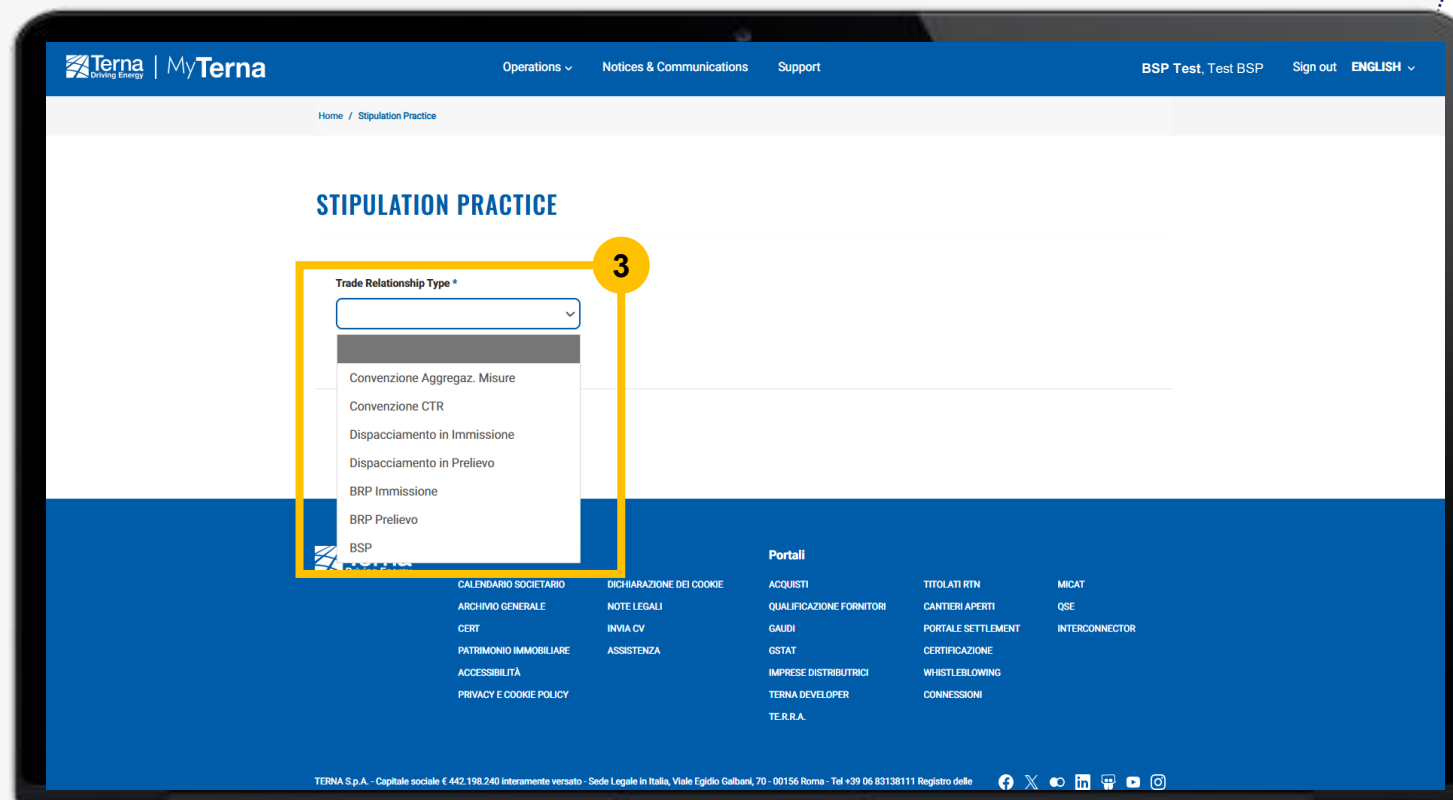 Terna
Driving Energy
MyTerna
Operations
Notices & Communications
Support
BSP Test, Test BSP
Sign out
ENGLISH
Home / Stipulation Practice
STIPULATION PRACTICE
3
Trade Relationship Type *
Convenzione Aggregaz. Misure
Convenzione CTR
Dispacciamento in Immissione
Dispacciamento in Prelievo
BRP Immissione
BRP Prelievo
BSP
Portali
CALENDARIO SOCIETARIO
DICHIARAZIONE DEI COOKIE
ACQUISTI
TITOLATI RTN
MICAT
ARCHIVIO GENERALE
NOTE LEGALI
QUALIFICAZIONE FORNITORI
CANTIERI APERTI
QSE
CERT
INVIA CV
GAUDI
PORTALE SETTLEMENT
INTERCONNECTOR
PATRIMONIO IMMOBILIARE
ASSISTENZA
GSTAT
CERTIFICAZIONE
ACCESSIBILITÀ
IMPRESE DISTRIBUTRICI
WHISTLEBLOWING
PRIVACY E COOKIE POLICY
TERNA DEVELOPER
CONNESSIONI
TE.R.R.A.
TERNA S.p.A. - Capitale sociale € 442.198.240 interamente versato - Sede Legale in Italia, Viale Egidio Galbani, 70 - 00156 Roma - Tel +39 06 83138111 Registro delle